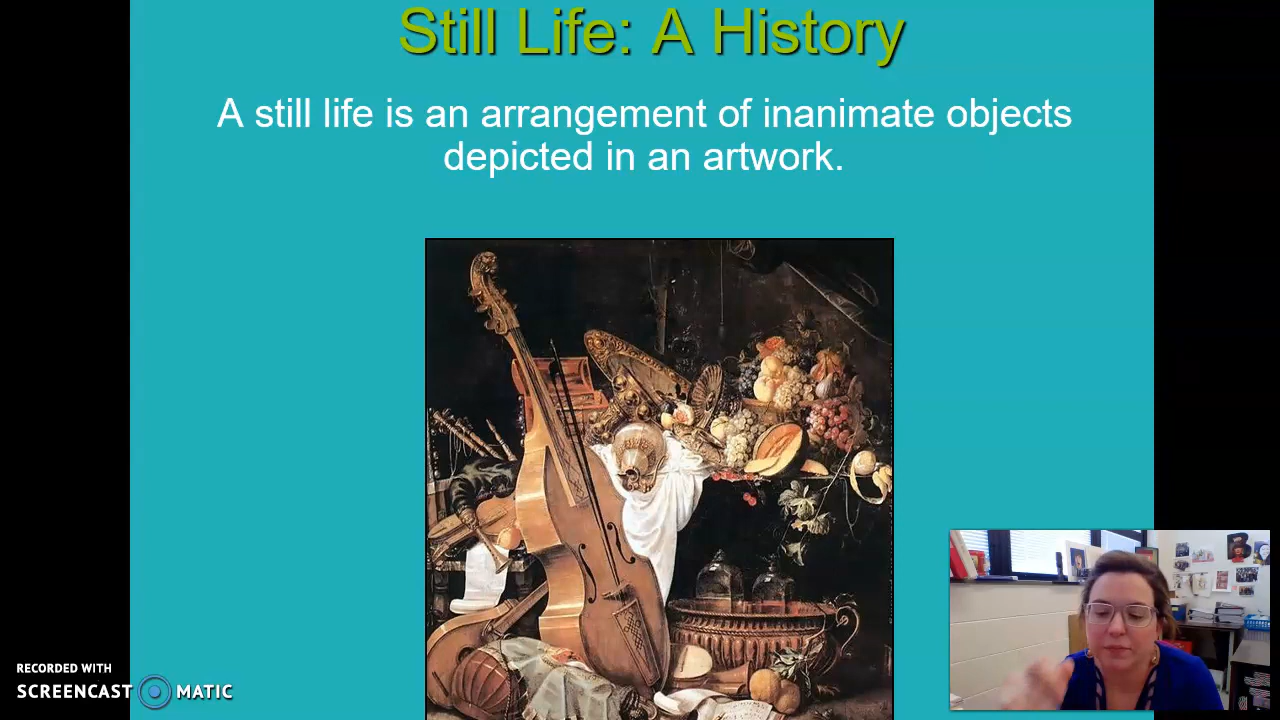 Still Life: A History
A still life is an arrangement of inanimate objects
depicted in an artwork.
RECORDED WITH
SCREENCAST MATIC